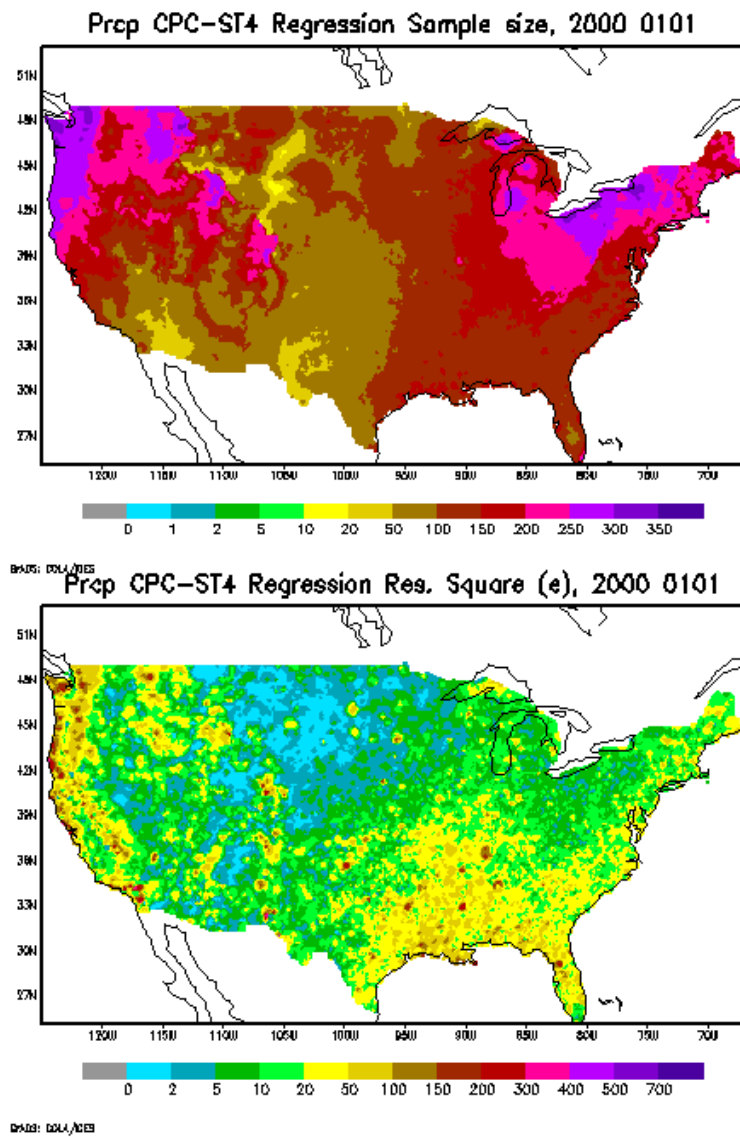 Prcp CPC-ST4 Regression Sample size, 2000 0101
51N
48N
45N
42N
39N
36N
33N
30N
27N
120W 115W 110W 105W 100W 95W 90W 85W 80W 75W 70W
0 1 2 5 10 20 50 100 150 200 250 300 350
GrADS: COLA/IGES
Prcp CPC-ST4 Regression Res. Square (e), 2000 0101
51N
48N
45N
42N
39N
36N
33N
30N
27N
120W 115W 110W 105W 100W 95W 90W 85W 80W 75W 70W
0 2 5 10 20 50 100 150 200 300 400 500 700
GrADS: COLA/IGES